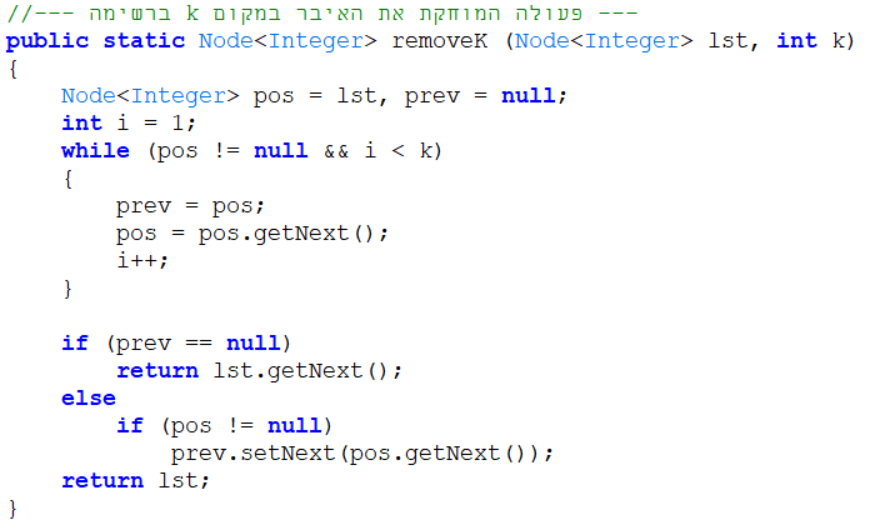 //--- פעולה המוחקת את האיבר במקום k ברשימה ---
public static Node<Integer> removeK (Node<Integer> lst, int k)
{
    Node<Integer> pos = lst, prev = null;
    int i = 1;
    while (pos != null && i < k)
    {
        prev = pos;
        pos = pos.getNext();
        i++;
    }

    if (prev == null)
        return lst.getNext();
    else
        if (pos != null)
            prev.setNext(pos.getNext());
    return lst;
}